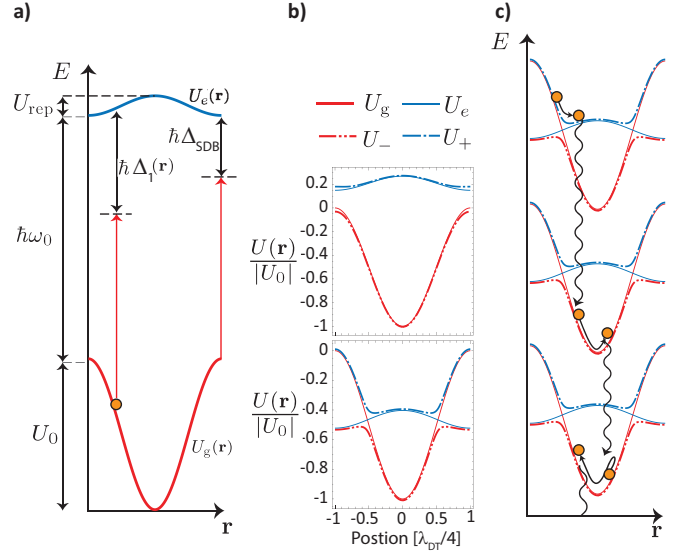 a)
E
U_rep
U_e(r)
ħΔ_SDB
ħΔ_1(r)
ħω_0
U_0
U_g(r)
r
b)
U_g U_e
U_- U_+
0.2
0
-0.2
-0.4
-0.6
-0.8
-1
U(r)
|U_0|
0
-0.2
-0.4
-0.6
-0.8
-1
U(r)
|U_0|
-1 -0.5 0 0.5 1
Postion [λ_DT/4]
c)
E
r